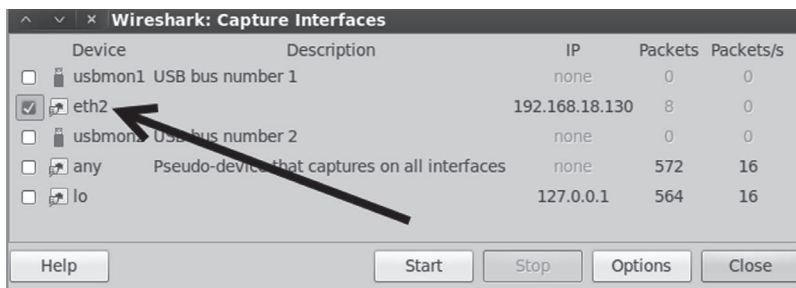 Wireshark: Capture Interfaces
Device Description IP Packets Packets/s
usbmon1 USB bus number 1 none 0 0
eth2 192.168.18.130 8 0
USB bus number 2 none 0 0
any Pseudo-device that captures on all interfaces none 572 16
lo 127.0.0.1 564 16
Help Start Stop Options Close